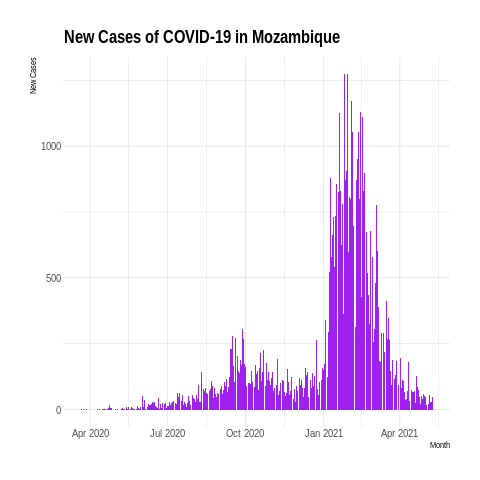 New Cases of COVID-19 in Mozambique
New Cases
1000
500
0
Apr 2020 Jul 2020 Oct 2020 Jan 2021 Apr 2021
Month